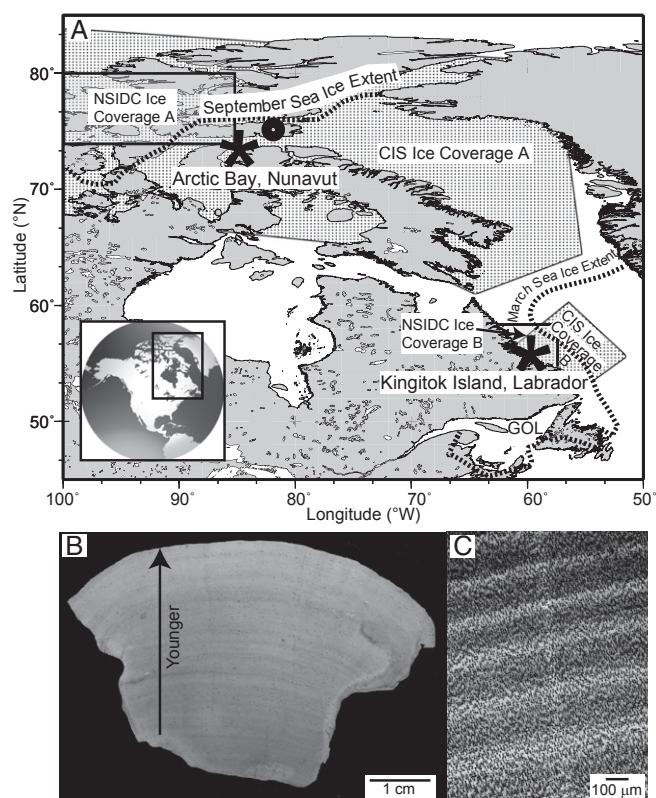 A
80°
70°
60°
50°
Latitude (°N)
NSIDC Ice
Coverage A
September Sea Ice Extent
CIS Ice Coverage A
Arctic Bay, Nunavut
March Sea Ice Extent
NSIDC Ice
Coverage B
CIS Ice
Coverage
B
Kingitok Island, Labrador
GOL
100°
90°
80°
70°
60°
50°
Longitude (°W)
B
Younger
1 cm
C
100 μm